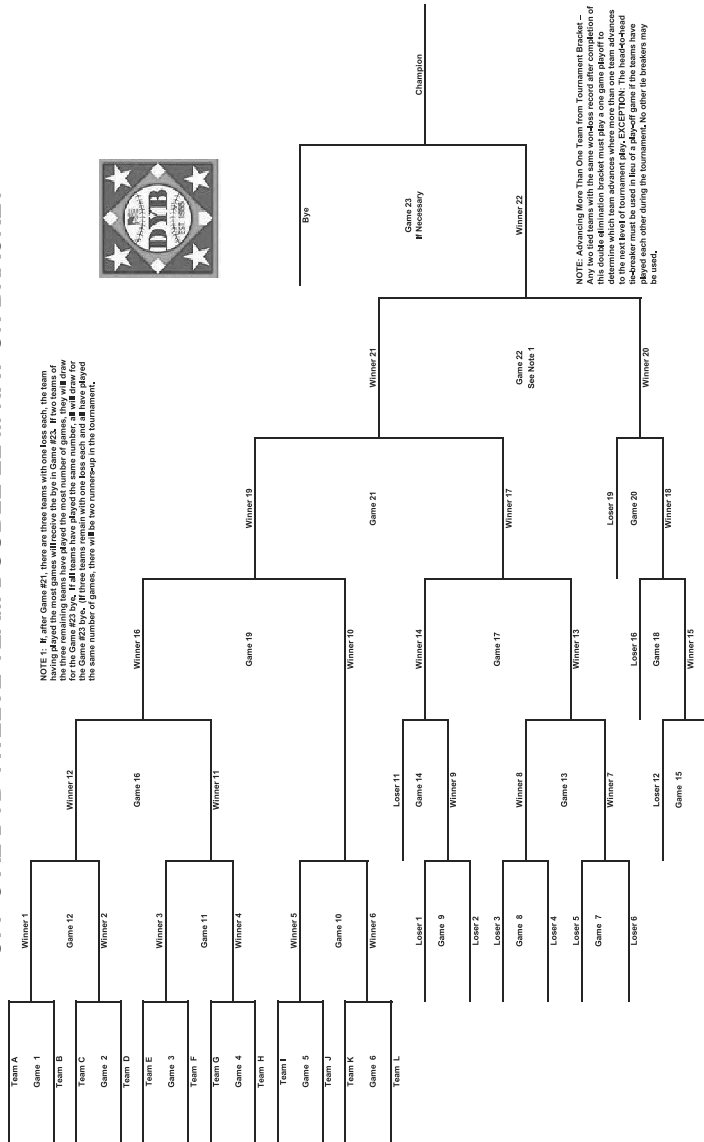 NOTE 1: If, after Game #21, there are three teams with one loss each, the team
having played the most games will receive the bye in Game #23. If two teams of
the three remaining teams have played the most number of games, they will draw
for the Game #23 bye. If all teams have played the same number, all will draw for
the Game #23 bye. (If three teams remain with one loss each and all have played
the same number of games, there will be two runners-up in the tournament.
DYB
EST 1955
Team A
Game 1
Team B
Team C
Game 2
Team D
Team E
Game 3
Team F
Team G
Game 4
Team H
Team I
Game 5
Team J
Team K
Game 6
Team L
Winner 1
Game 12
Winner 2
Winner 3
Game 11
Winner 4
Winner 5
Game 10
Winner 6
Loser 1
Game 9
Loser 2
Loser 3
Game 8
Loser 4
Loser 5
Game 7
Loser 6
Winner 12
Game 16
Winner 11
Loser 11
Game 14
Winner 9
Winner 8
Game 13
Winner 7
Loser 12
Game 15
Winner 16
Game 19
Winner 10
Winner 14
Game 17
Winner 13
Loser 16
Game 18
Winner 15
Winner 19
Game 21
Winner 17
Loser 19
Game 20
Winner 18
Winner 21
Game 22
See Note 1
Winner 20
Bye
Game 23
If Necessary
Winner 22
Champion
NOTE: Advancing More Than One Team from Tournament Bracket –
Any two tied teams with the same won-loss record after completion of
this double elimination bracket must play a one game playoff to
determine which team advances where more than one team advances
to the next level of tournament play. EXCEPTION: The head-to-head
tie-breaker must be used in lieu of a play-off game if the teams have
played each other during the tournament. No other tie breakers may
be used.